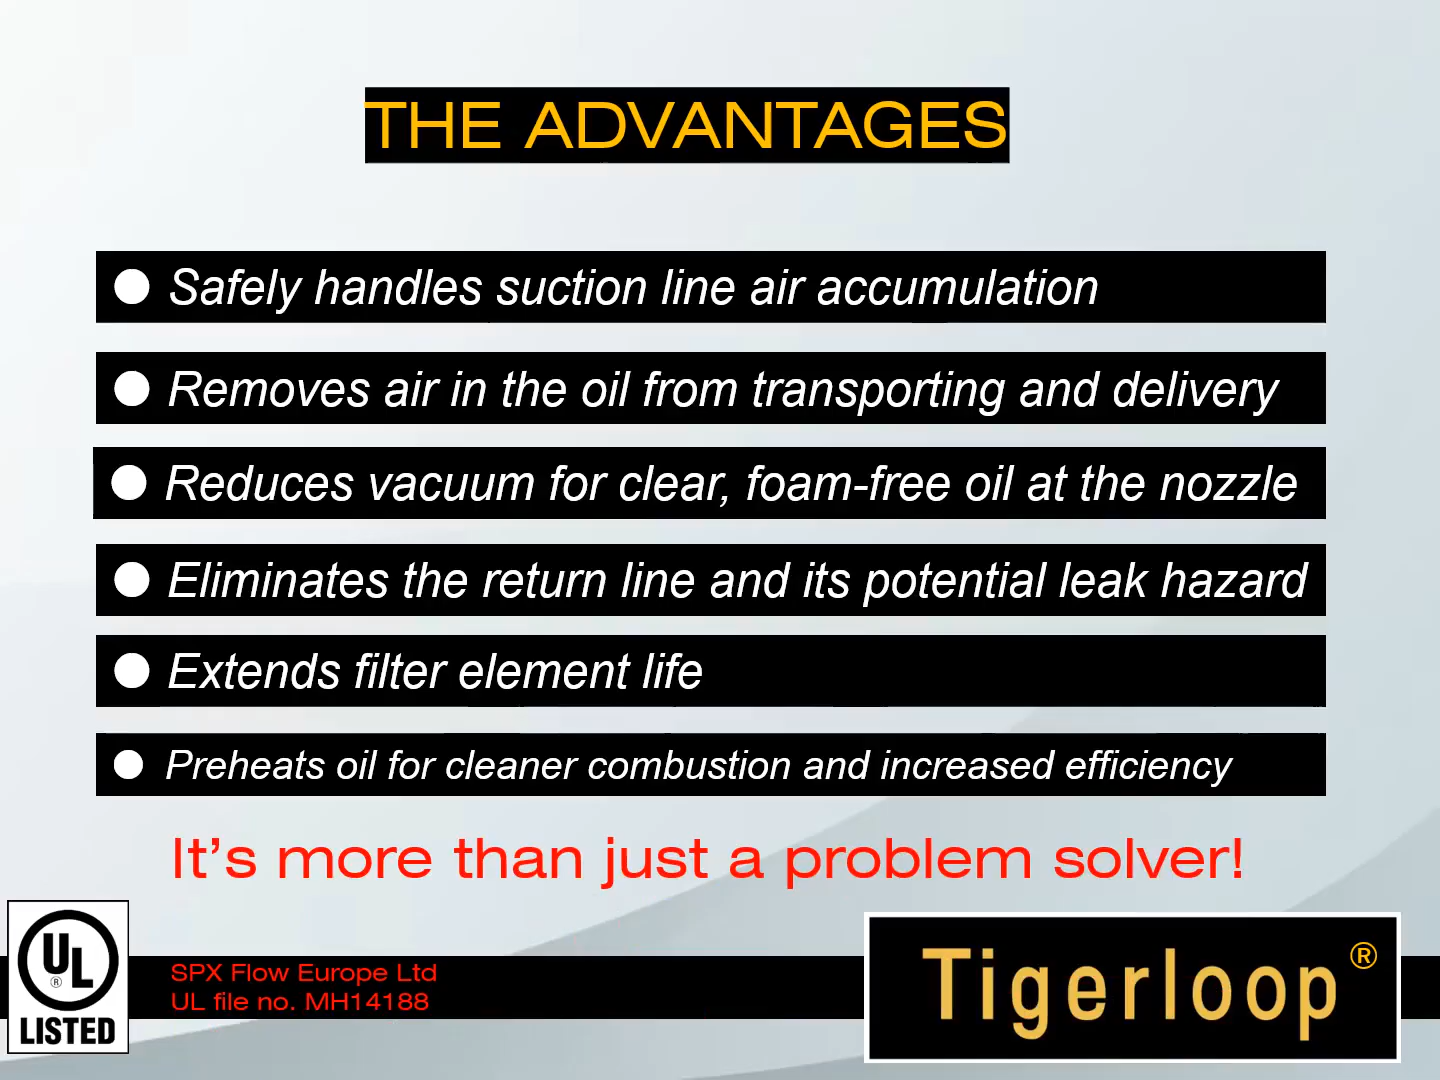 THE ADVANTAGES
● Safely handles suction line air accumulation
● Removes air in the oil from transporting and delivery
● Reduces vacuum for clear, foam-free oil at the nozzle
● Eliminates the return line and its potential leak hazard
● Extends filter element life
● Preheats oil for cleaner combustion and increased efficiency
It's more than just a problem solver!
UL ®
LISTED
SPX Flow Europe Ltd
UL file no. MH14188
Tigerloop®